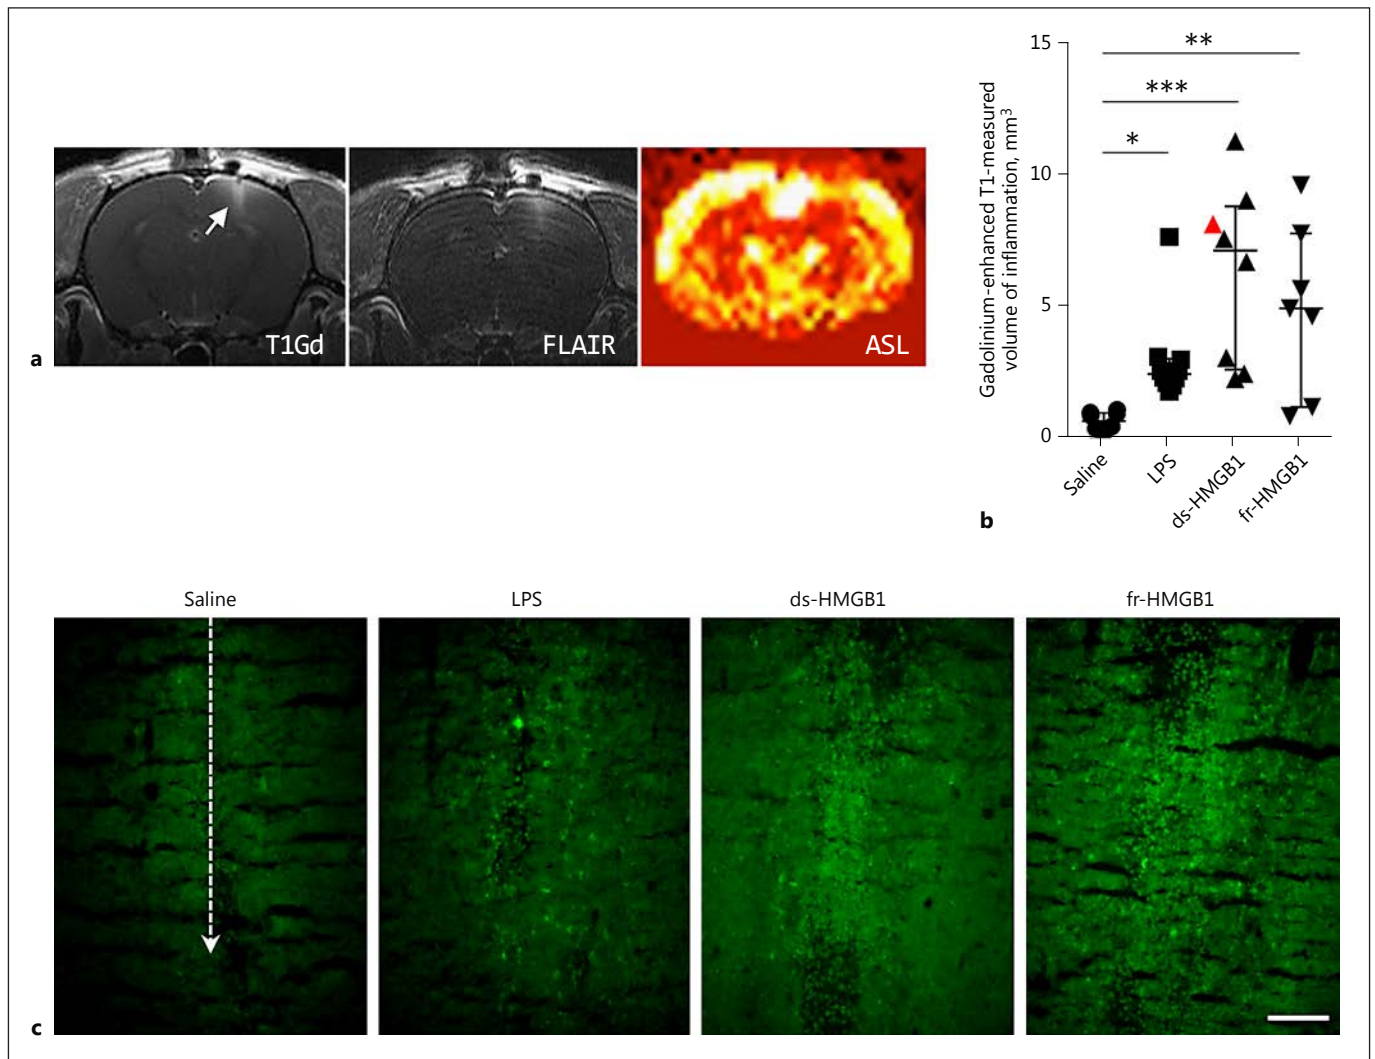 T1Gd
FLAIR
ASL
a
Gadolinium-enhanced T1-measured
volume of inflammation, mm³
15
10
5
0
**
***
*
Saline
LPS
ds-HMGB1
fr-HMGB1
b
Saline
LPS
ds-HMGB1
fr-HMGB1
c